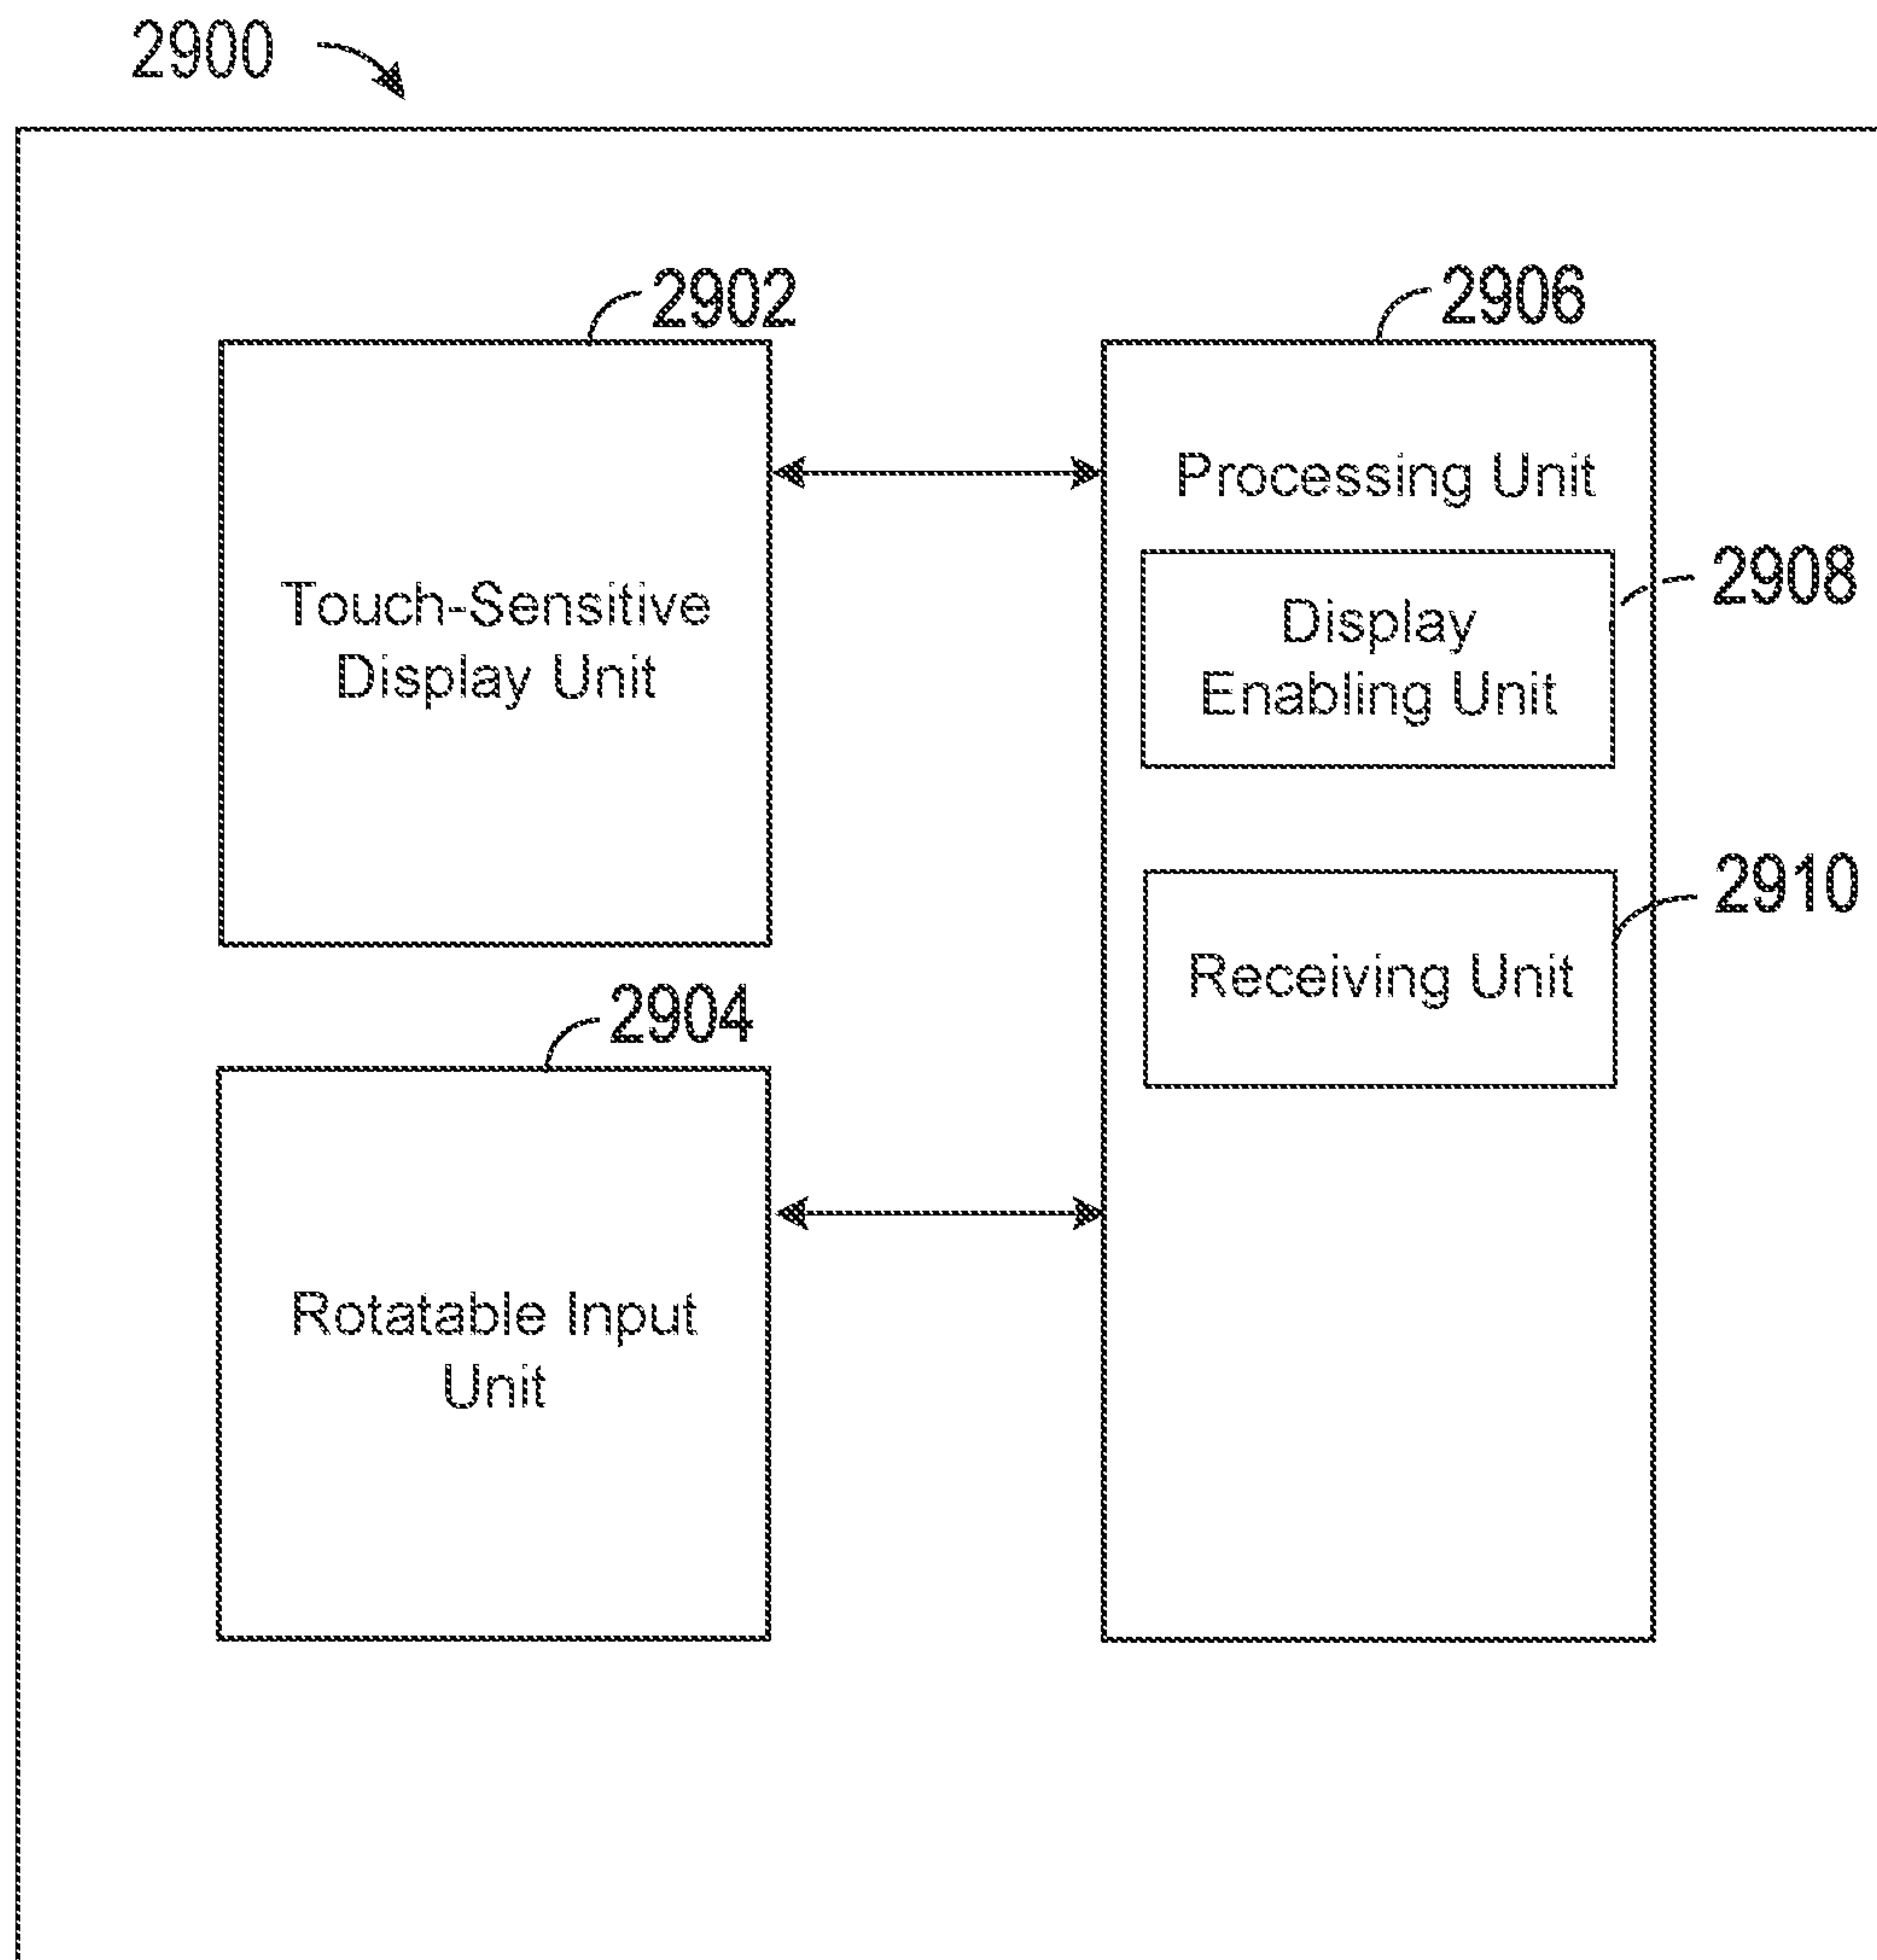 2900
2902
2906
Processing Unit
2908
Touch-Sensitive
Display Unit
Display
Enabling Unit
2910
Receiving Unit
2904
Rotatable Input
Unit